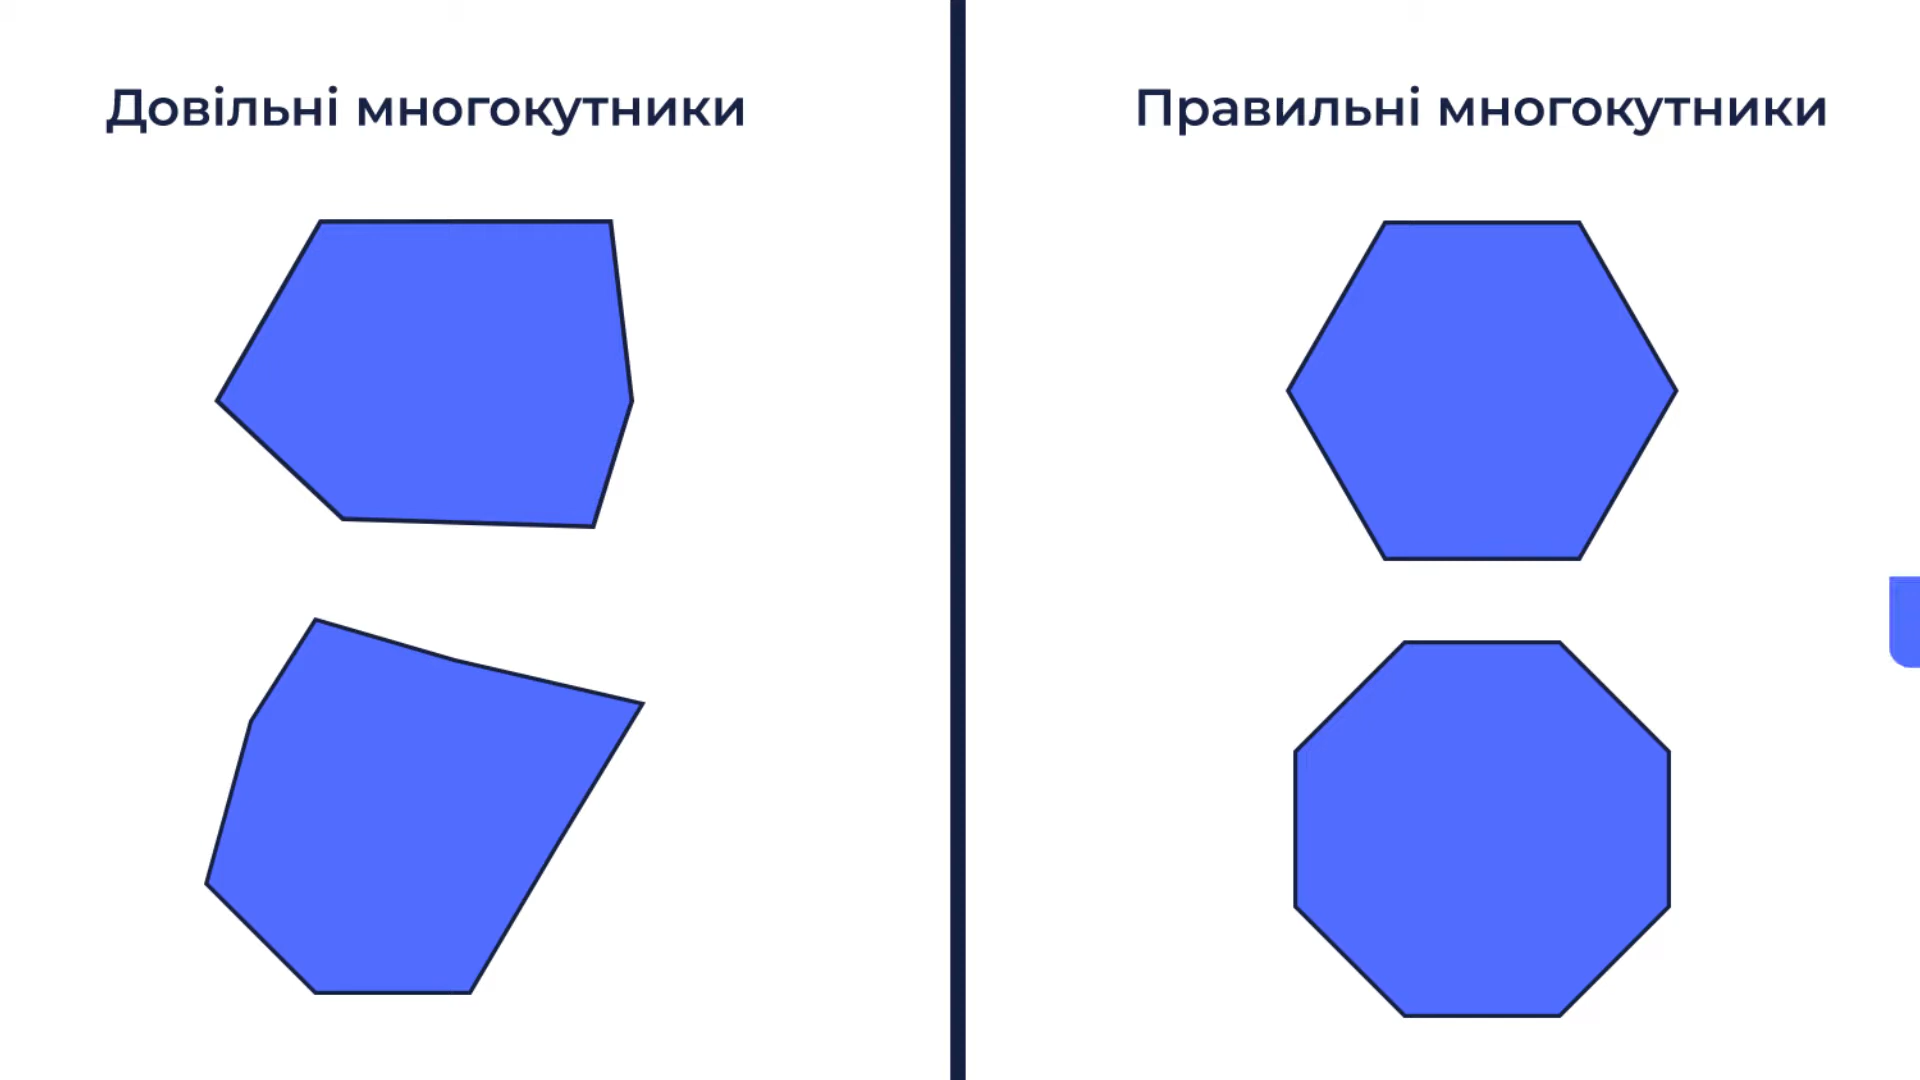 Довільні многокутники
Правильні многокутники